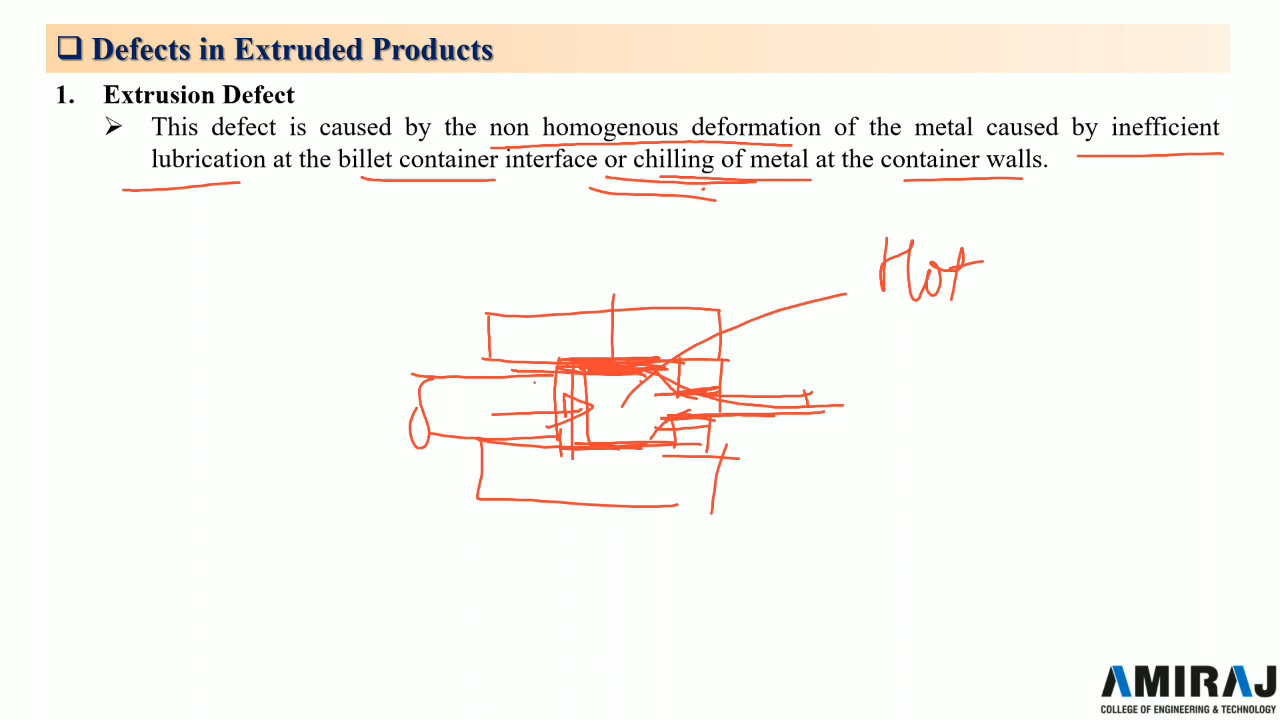 ❑ Defects in Extruded Products
1. Extrusion Defect
➤ This defect is caused by the non homogenous deformation of the metal caused by inefficient
lubrication at the billet container interface or chilling of metal at the container walls.
Hot
AMIRAJ
COLLEGE OF ENGINEERING & TECHNOLOGY